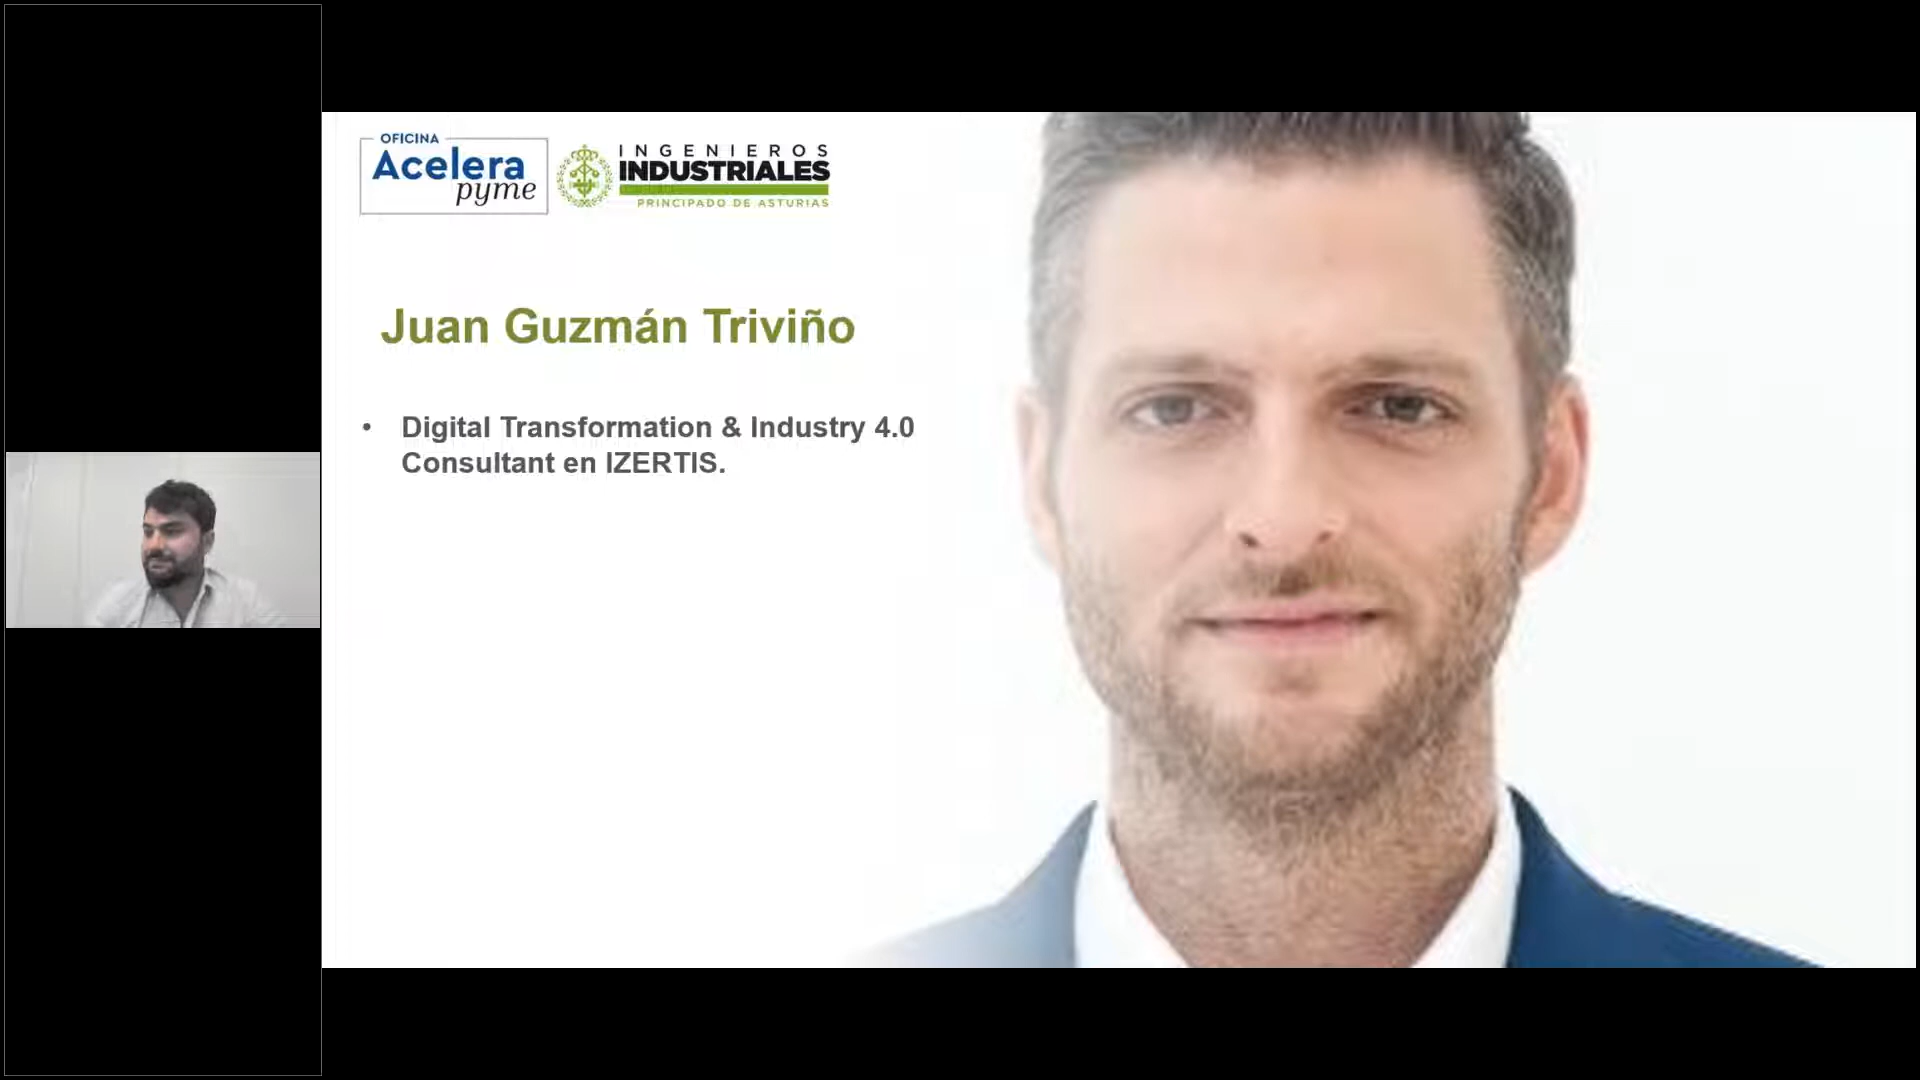 OFICINA
Acelera
pyme
INGENIEROS
INDUSTRIALES
PRINCIPADO DE ASTURIAS
Juan Guzmán Triviño
• Digital Transformation & Industry 4.0
Consultant en IZERTIS.